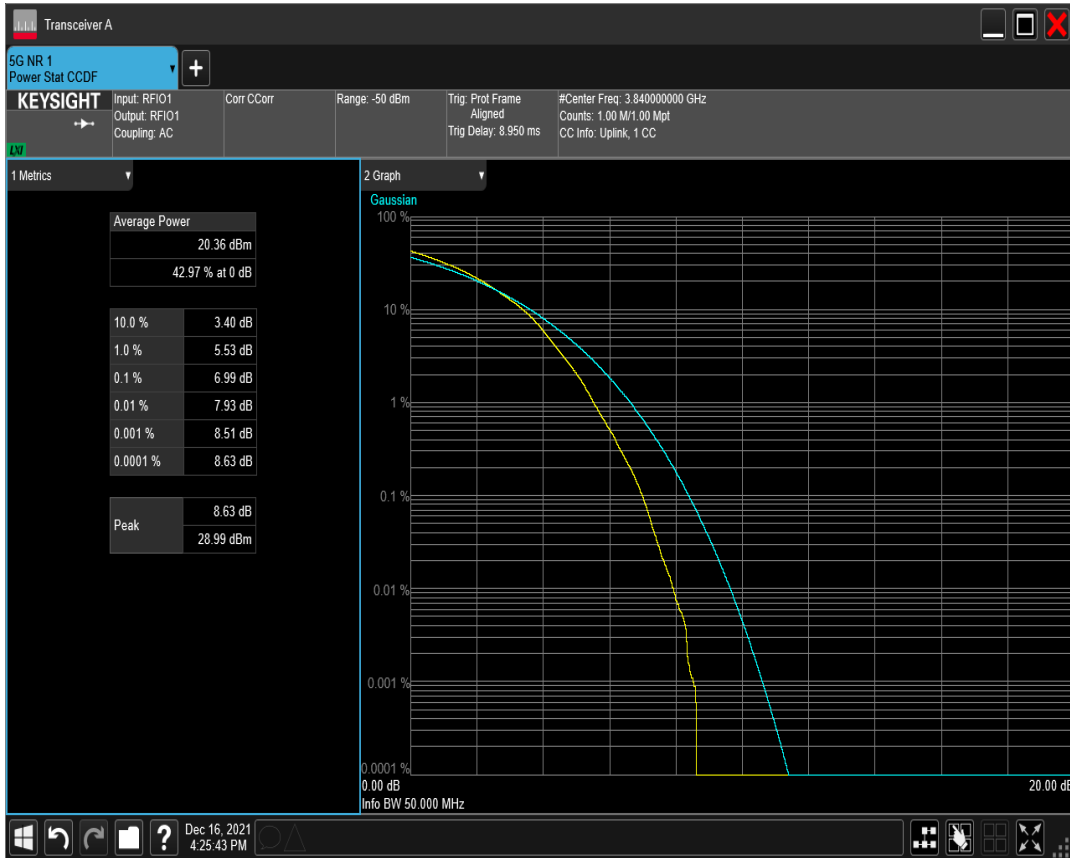 Transceiver A
5G NR 1
Power Stat CCDF
KEYSIGHT
LXI
Input: RFIO1
Output: RFIO1
Coupling: AC
Corr CCorr
Range: -50 dBm
Trig: Prot Frame
Aligned
Trig Delay: 8.950 ms
#Center Freq: 3.840000000 GHz
Counts: 1.00 M/1.00 Mpt
CC Info: Uplink, 1 CC
1 Metrics
Average Power
20.36 dBm
42.97 % at 0 dB
10.0 % 3.40 dB
1.0 % 5.53 dB
0.1 % 6.99 dB
0.01 % 7.93 dB
0.001 % 8.51 dB
0.0001 % 8.63 dB
Peak
8.63 dB
28.99 dBm
2 Graph
Gaussian
100 %
10 %
1 %
0.1 %
0.01 %
0.001 %
0.0001 %
0.00 dB 20.00 dB
Info BW 50.000 MHz
? Dec 16, 2021
4:25:43 PM